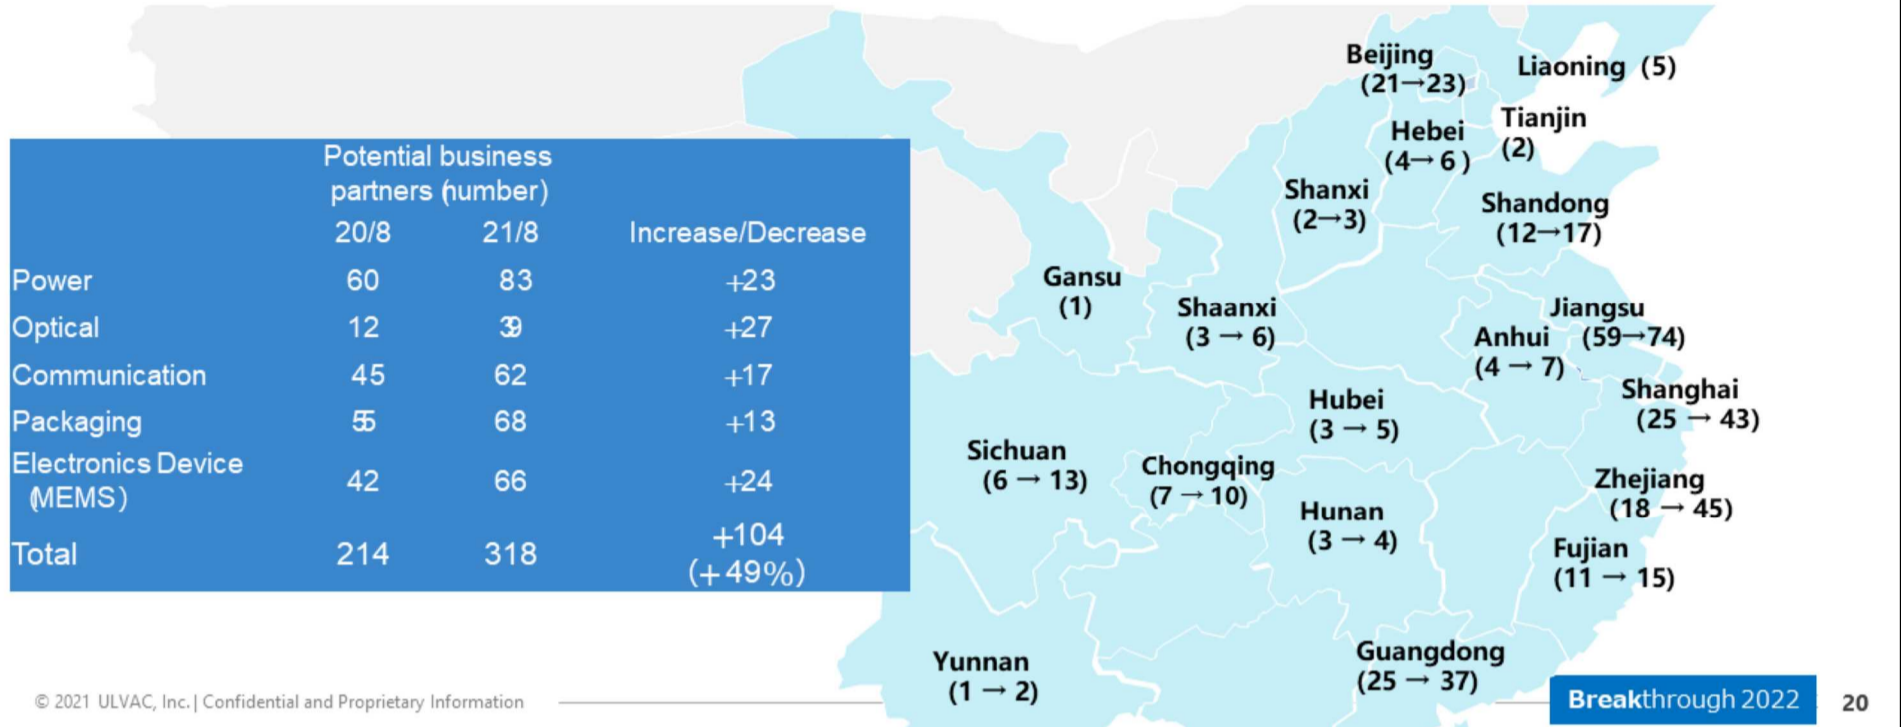 Potential business
partners (number)
20/8 21/8 Increase/Decrease
Power 60 83 +23
Optical 12 39 +27
Communication 45 62 +17
Packaging 55 68 +13
Electronics Device
(MEMS) 42 66 +24
Total 214 318 +104
(+49%)
Beijing
(21→23)
Liaoning (5)
Tianjin
(2)
Hebei
(4→ 6 )
Shanxi
(2→3)
Shandong
(12→17)
Gansu
(1)
Shaanxi
(3 → 6)
Jiangsu
(59→74)
Anhui
(4 → 7)
Shanghai
(25 → 43)
Hubei
(3 → 5)
Sichuan
(6 → 13)
Chongqing
(7 → 10)
Zhejiang
(18 → 45)
Hunan
(3 → 4)
Fujian
(11 → 15)
Yunnan
(1 → 2)
Guangdong
(25 → 37)
© 2021 ULVAC, Inc.| Confidential and Proprietary Information
Breakthrough 2022 20